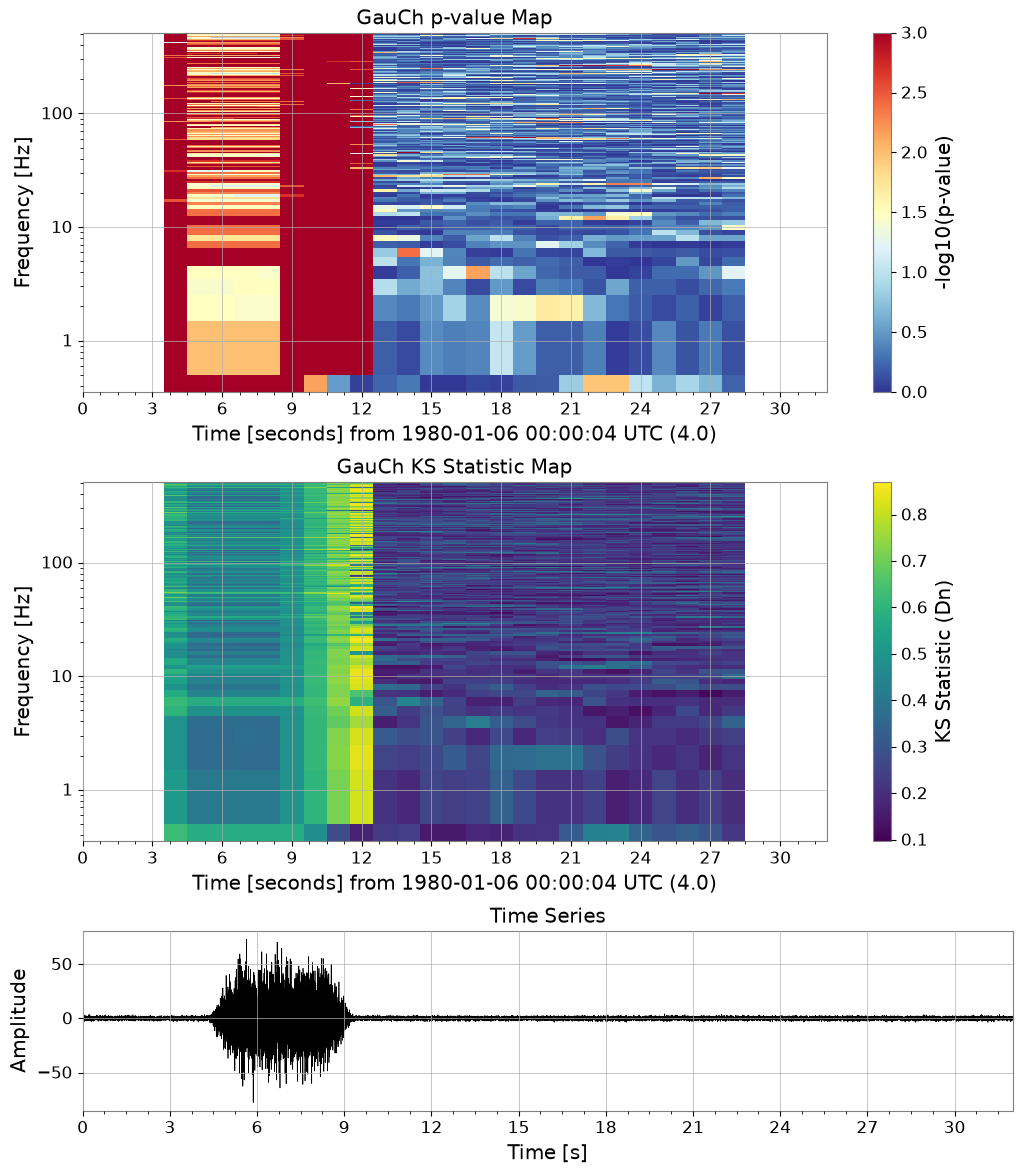 GauCh p-value Map
3.0
2.5
2.0
1.5
1.0
0.5
0.0
-log10(p-value)
Frequency [Hz]
100
10
1
0 3 6 9 12 15 18 21 24 27 30
Time [seconds] from 1980-01-06 00:00:04 UTC (4.0)
GauCh KS Statistic Map
0.8
0.7
0.6
0.5
0.4
0.3
0.2
0.1
KS Statistic (Dn)
Frequency [Hz]
100
10
1
0 3 6 9 12 15 18 21 24 27 30
Time [seconds] from 1980-01-06 00:00:04 UTC (4.0)
Time Series
Amplitude
50
0
−50
0 3 6 9 12 15 18 21 24 27 30
Time [s]